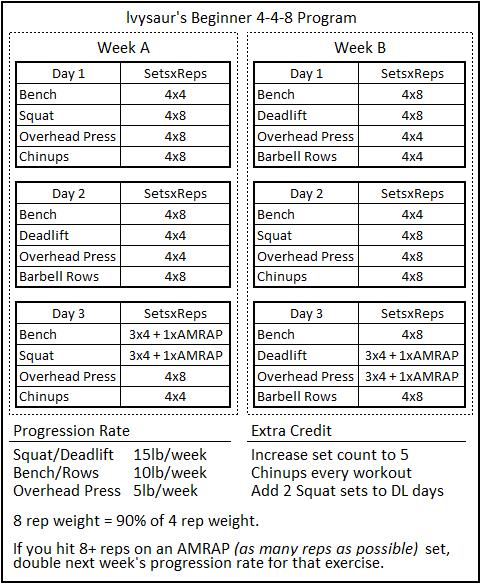 Ivysaur's Beginner 4-4-8 Program
Week A
Day 1 SetsxReps
Bench 4x4
Squat 4x8
Overhead Press 4x8
Chinups 4x8
Day 2 SetsxReps
Bench 4x8
Deadlift 4x4
Overhead Press 4x4
Barbell Rows 4x8
Day 3 SetsxReps
Bench 3x4 + 1xAMRAP
Squat 3x4 + 1xAMRAP
Overhead Press 4x8
Chinups 4x4
Week B
Day 1 SetsxReps
Bench 4x8
Deadlift 4x8
Overhead Press 4x4
Barbell Rows 4x4
Day 2 SetsxReps
Bench 4x4
Squat 4x8
Overhead Press 4x8
Chinups 4x8
Day 3 SetsxReps
Bench 4x8
Deadlift 3x4 + 1xAMRAP
Overhead Press 3x4 + 1xAMRAP
Barbell Rows 4x8
Progression Rate
Squat/Deadlift 15lb/week
Bench/Rows 10lb/week
Overhead Press 5lb/week
Extra Credit
Increase set count to 5
Chinups every workout
Add 2 Squat sets to DL days
8 rep weight = 90% of 4 rep weight.
If you hit 8+ reps on an AMRAP (as many reps as possible) set,
double next week's progression rate for that exercise.